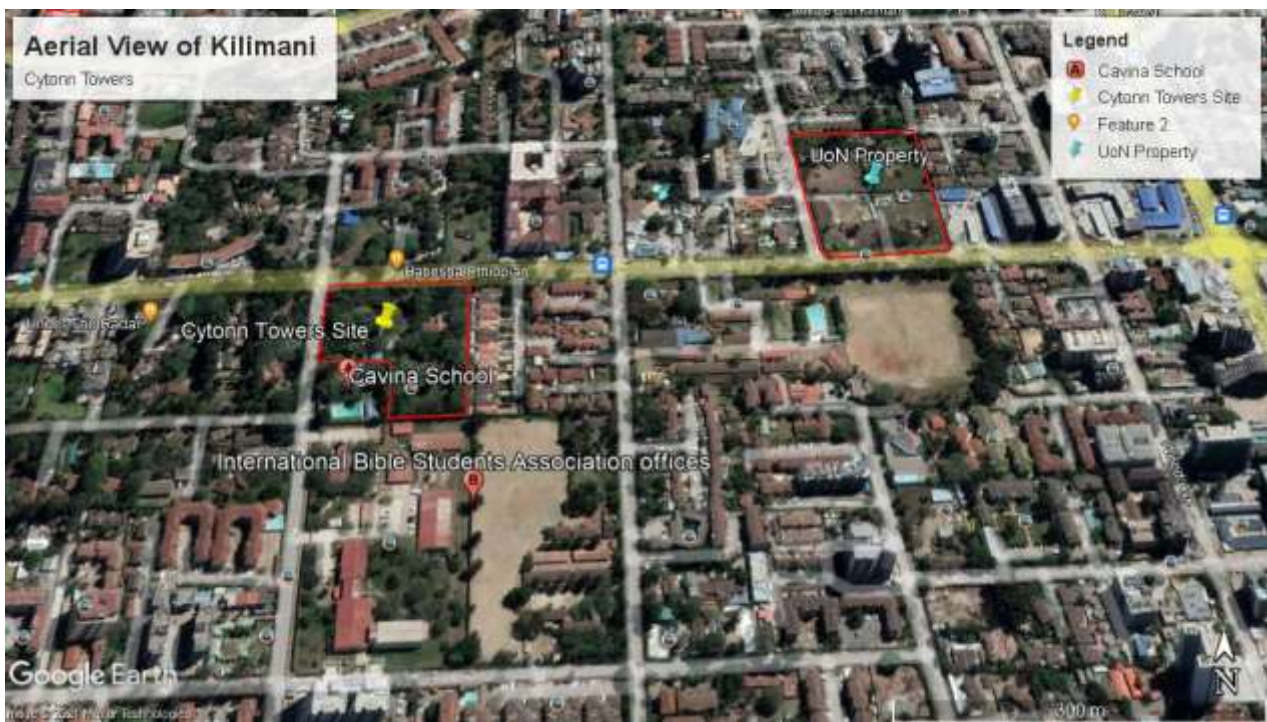 Aerial View of Kilimani
Cytonn Towers
Legend
A Cavina School
Cytonn Towers Site
Feature 2
UoN Property
UoN Property
Habesha Ethiopian
Cytonn Towers Site
Cavina School
International Bible Students Association offices
B
Google Earth
N
300 m